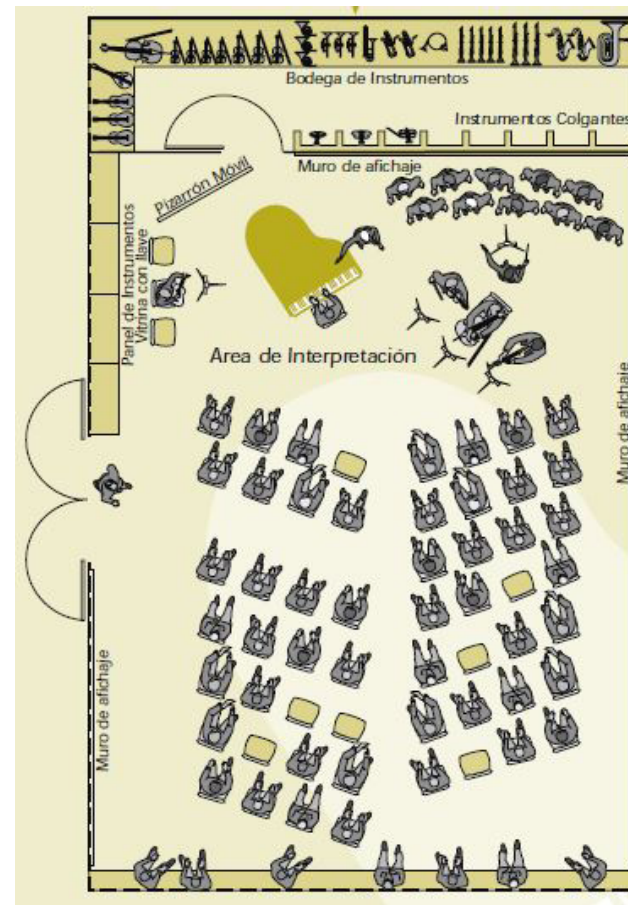 Bodega de Instrumentos
Instrumentos Colgantes
Muro de afichaje
Pizarrón Móvil
Panel de Instrumentos
Vitrina con llave
Area de Interpretación
Muro de afichaje
Muro de afichaje